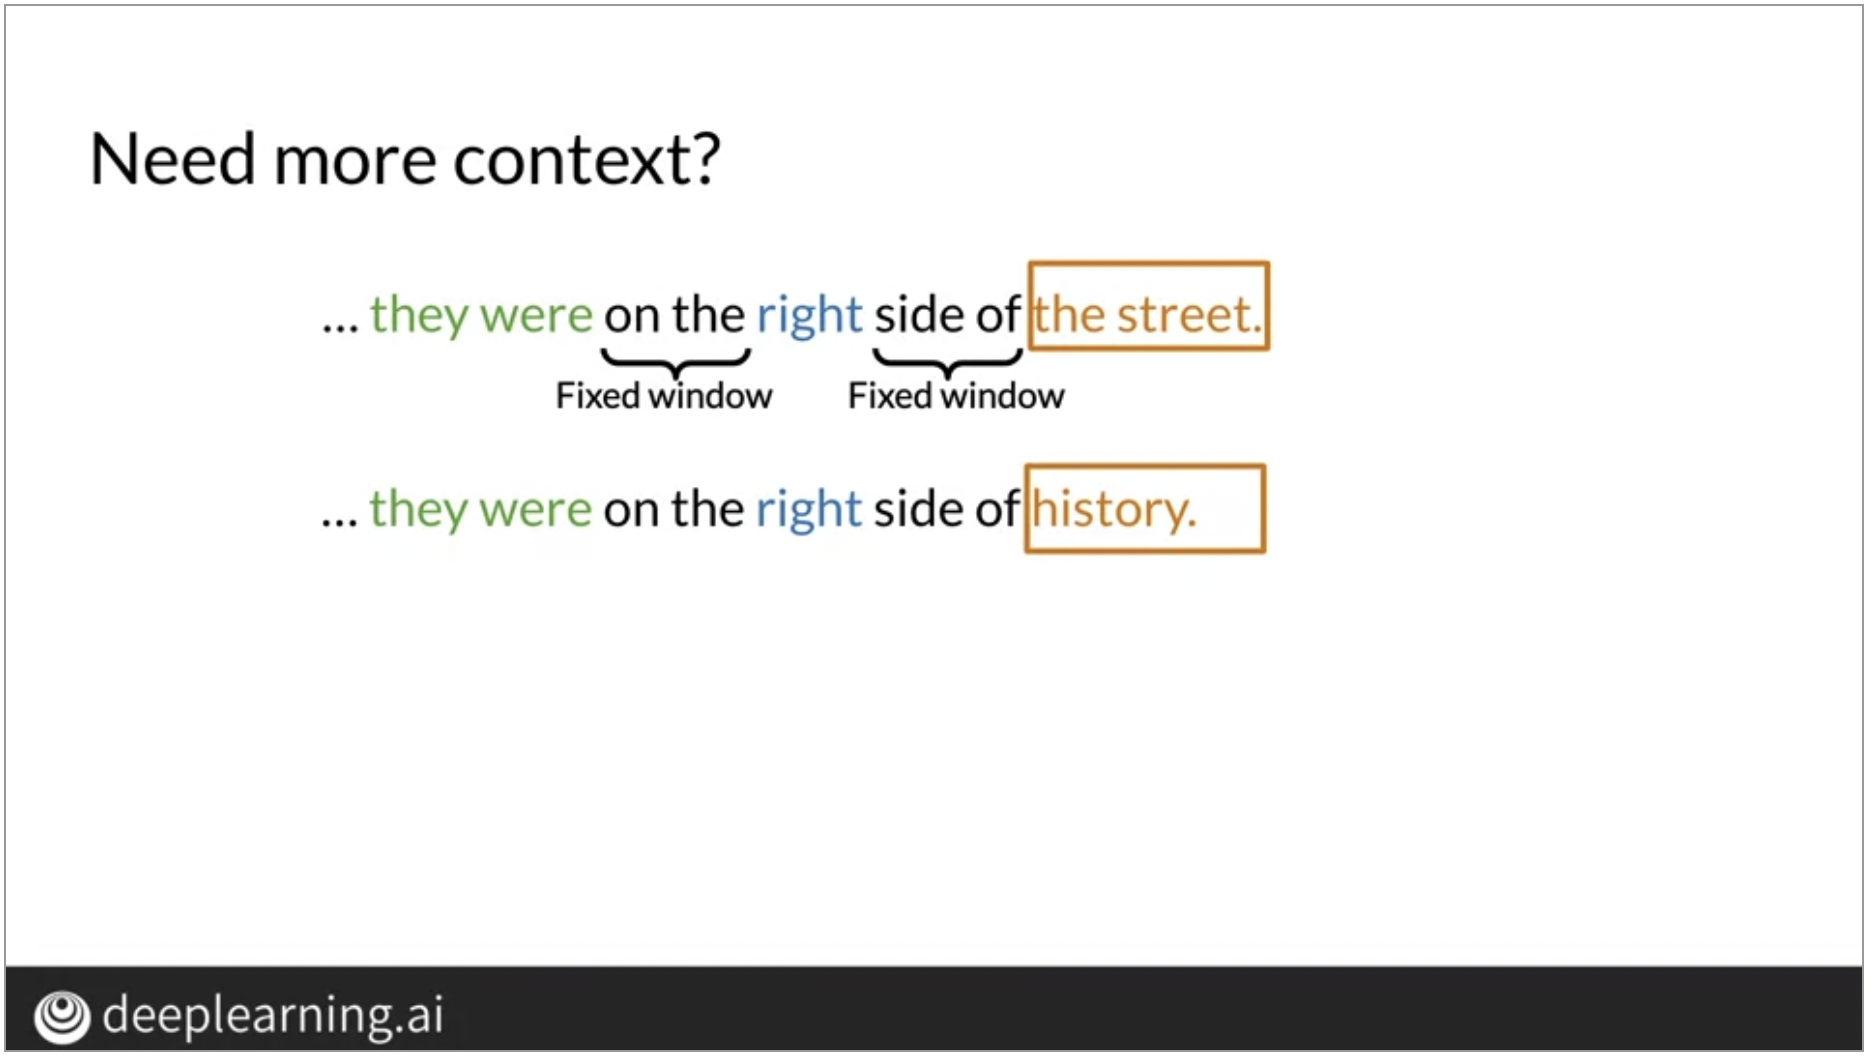 Need more context?
... they were on the right side of the street.
Fixed window Fixed window
... they were on the right side of history.
deeplearning.ai